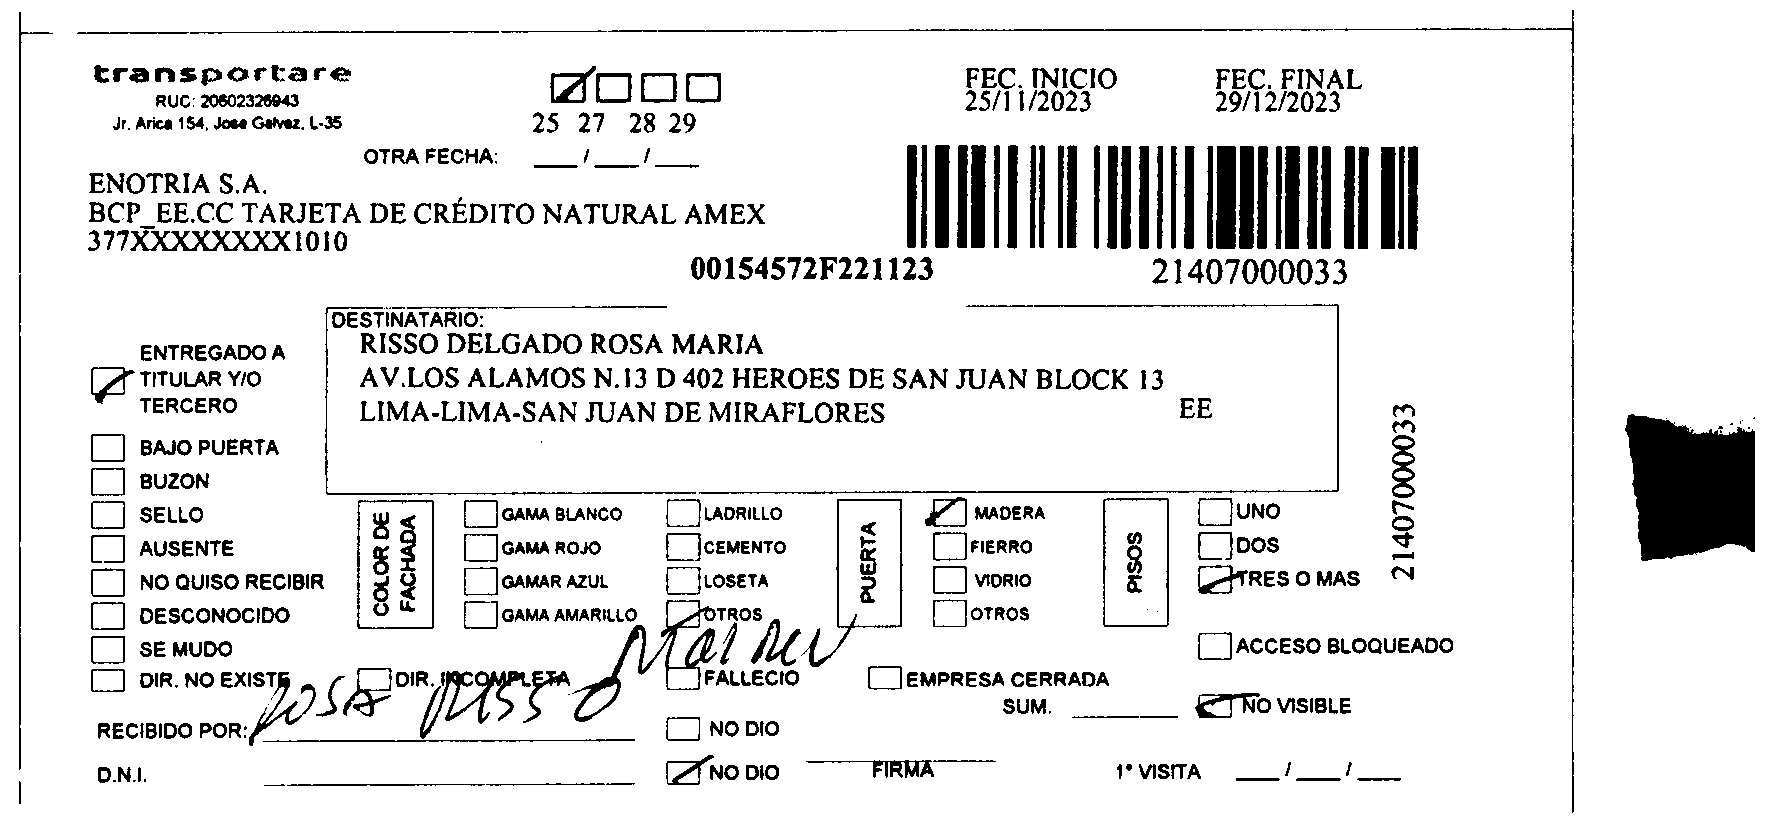 transportare
RUC: 20602326943
Jr. Arica 154, Jose Galvez, L-35
25 27 28 29
OTRA FECHA: ___/___/___
FEC. INICIO
25/11/2023
FEC. FINAL
29/12/2023
ENOTRIA S.A.
BCP_EE.CC TARJETA DE CRÉDITO NATURAL AMEX
377XXXXXXXX1010
00154572F221123
21407000033
DESTINATARIO:
RISSO DELGADO ROSA MARIA
AV.LOS ALAMOS N.13 D 402 HEROES DE SAN JUAN BLOCK 13
LIMA-LIMA-SAN JUAN DE MIRAFLORES EE
21407000033
ENTREGADO A
TITULAR Y/O
TERCERO
BAJO PUERTA
BUZON
SELLO
AUSENTE
NO QUISO RECIBIR
DESCONOCIDO
SE MUDO
DIR. NO EXISTE
COLOR DE
FACHADA
GAMA BLANCO
GAMA ROJO
GAMAR AZUL
GAMA AMARILLO
LADRILLO
CEMENTO
LOSETA
OTROS
PUERTA
MADERA
FIERRO
VIDRIO
OTROS
PISOS
UNO
DOS
TRES O MAS
ACCESO BLOQUEADO
DIR. INCOMPLETA
FALLECIO
EMPRESA CERRADA
SUM. ______
NO VISIBLE
RECIBIDO POR: ROSA RISSO
NO DIO
D.N.I.
NO DIO
FIRMA
1° VISITA ___/___/___